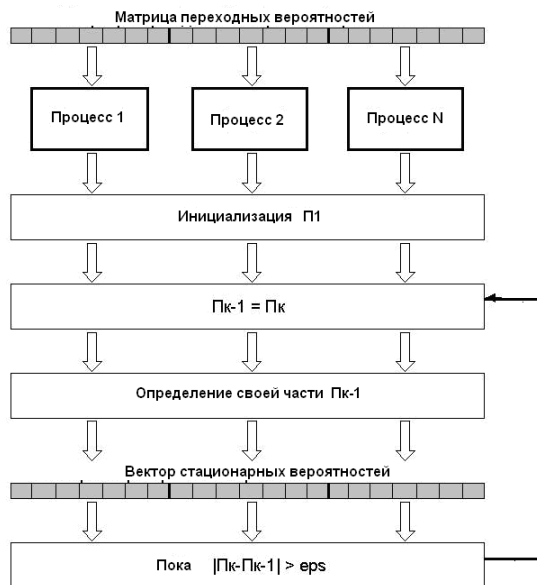 Матрица переходных вероятностей
Процесс 1
Процесс 2
Процесс N
Инициализация П1
Пк-1 = Пк
Определение своей части Пк-1
Вектор стационарных вероятностей
Пока |Пк-Пк-1| > eps